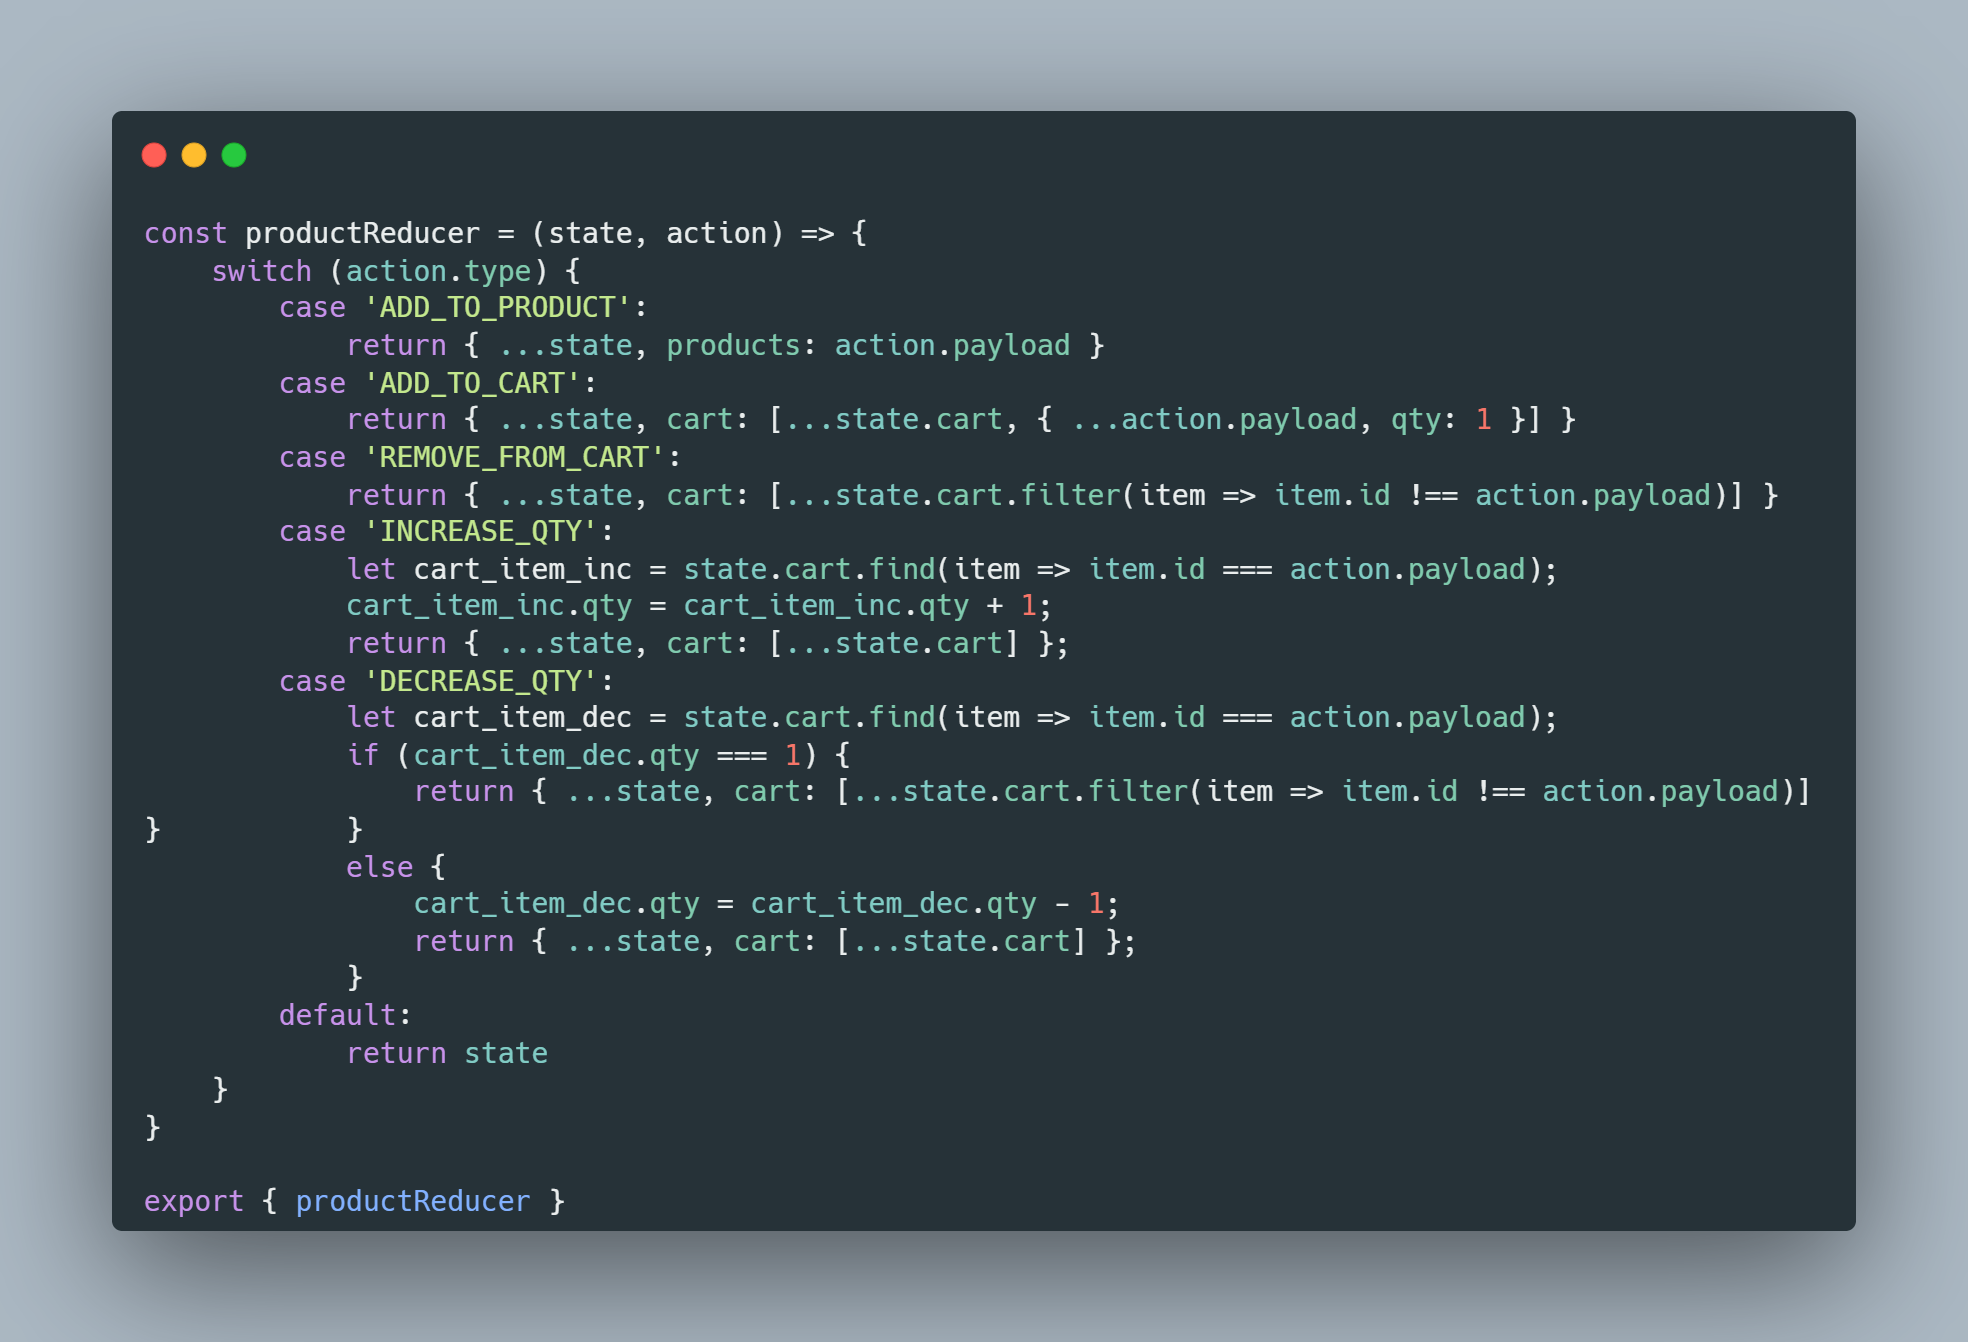 const productReducer = (state, action) => {
    switch (action.type) {
        case 'ADD_TO_PRODUCT':
            return { ...state, products: action.payload }
        case 'ADD_TO_CART':
            return { ...state, cart: [...state.cart, { ...action.payload, qty: 1 }] }
        case 'REMOVE_FROM_CART':
            return { ...state, cart: [...state.cart.filter(item => item.id !== action.payload)] }
        case 'INCREASE_QTY':
            let cart_item_inc = state.cart.find(item => item.id === action.payload);
            cart_item_inc.qty = cart_item_inc.qty + 1;
            return { ...state, cart: [...state.cart] };
        case 'DECREASE_QTY':
            let cart_item_dec = state.cart.find(item => item.id === action.payload);
            if (cart_item_dec.qty === 1) {
                return { ...state, cart: [...state.cart.filter(item => item.id !== action.payload)]
}           }
            else {
                cart_item_dec.qty = cart_item_dec.qty - 1;
                return { ...state, cart: [...state.cart] };
            }
        default:
            return state
    }
}

export { productReducer }